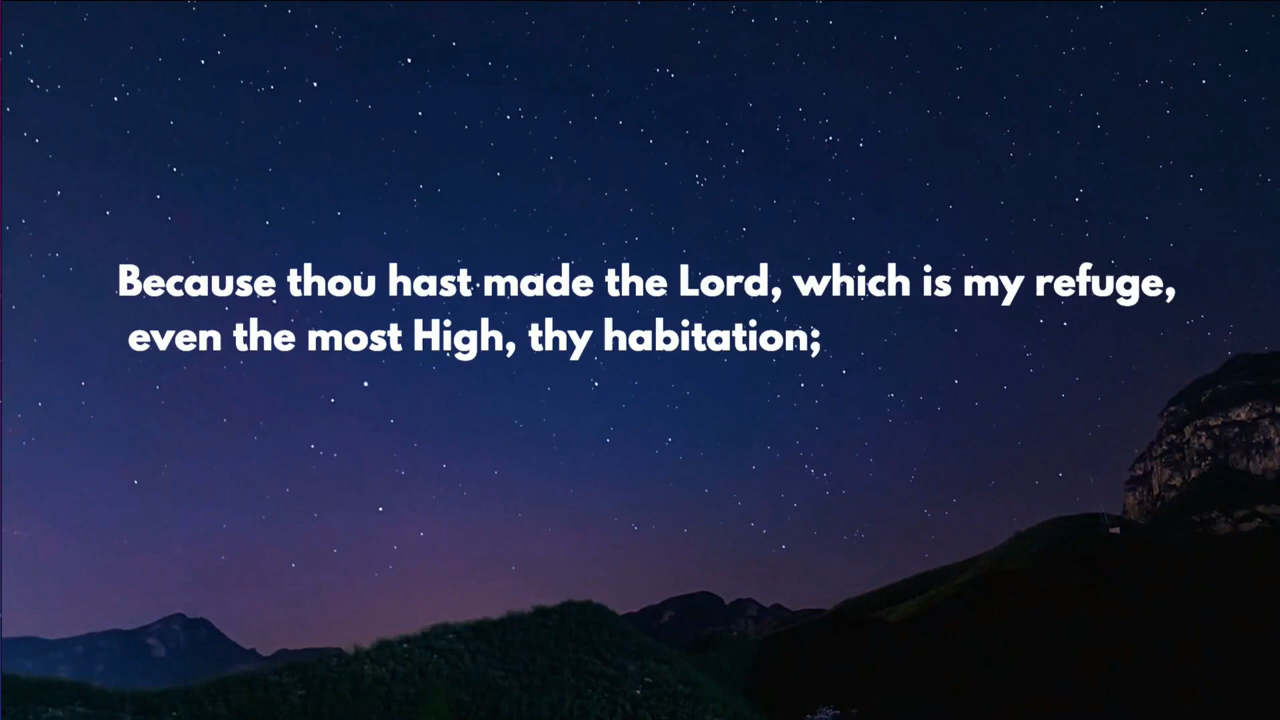 Because thou hast made the Lord, which is my refuge,
even the most High, thy habitation;